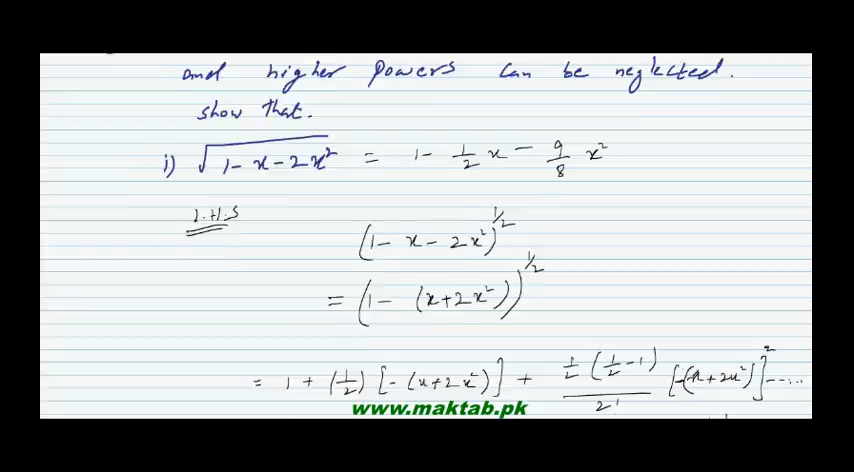 and higher powers can be neglected.
show that.
i) √(1 - x - 2x²) = 1 - 1/2 x - 9/8 x²
L.H.S
(1 - x - 2x²)^(1/2)
= (1 - (x + 2x²))^(1/2)
= 1 + (1/2) [-(x + 2x²)] + (1/2 (1/2 - 1))/2! [-(x + 2x²)]² .....
www.maktab.pk